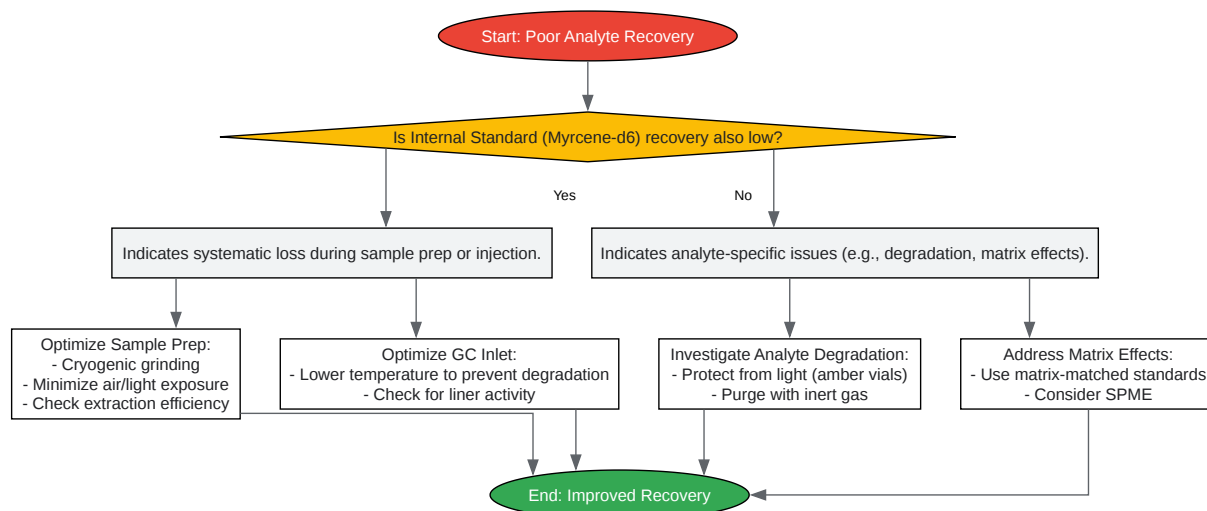 Start: Poor Analyte Recovery
Is Internal Standard (Myrcene-d6) recovery also low?
Yes
No
Indicates systematic loss during sample prep or injection.
Indicates analyte-specific issues (e.g., degradation, matrix effects).
Optimize Sample Prep:
- Cryogenic grinding
- Minimize air/light exposure
- Check extraction efficiency
Optimize GC Inlet:
- Lower temperature to prevent degradation
- Check for liner activity
Investigate Analyte Degradation:
- Protect from light (amber vials)
- Purge with inert gas
Address Matrix Effects:
- Use matrix-matched standards
- Consider SPME
End: Improved Recovery